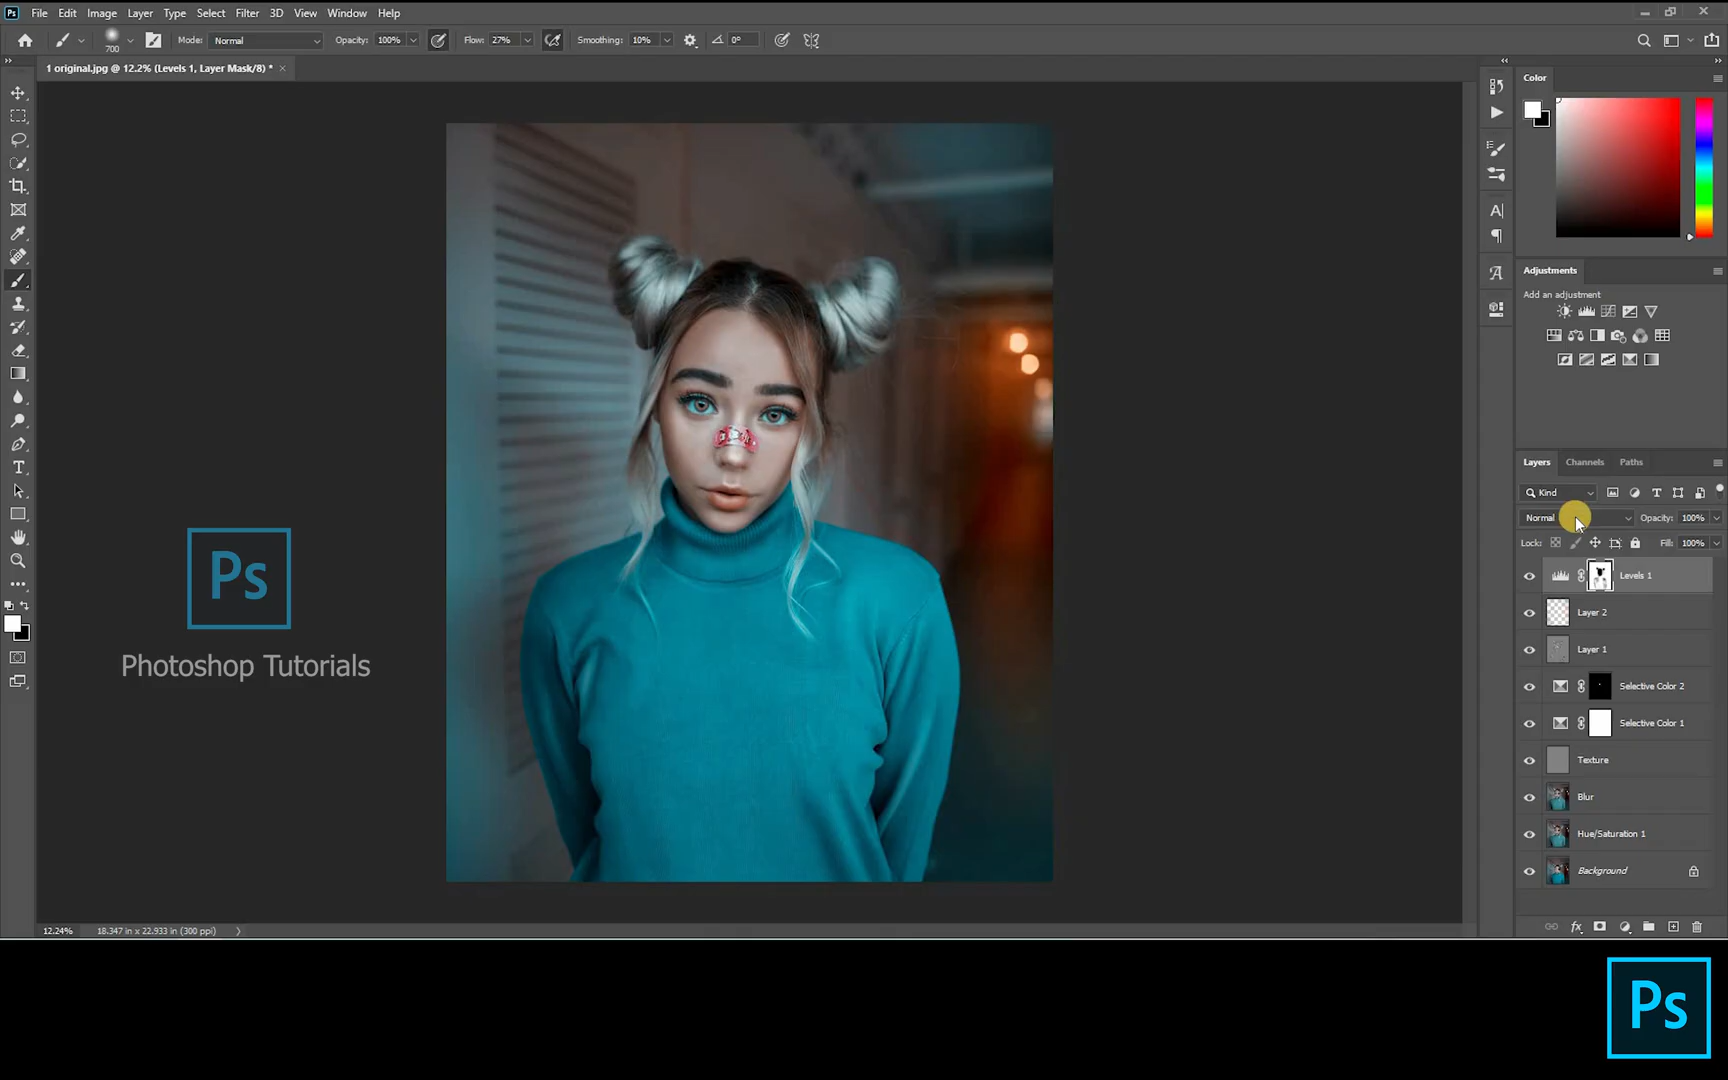 Ps File Edit Image Layer Type Select Filter 3D View Window Help
700 Mode: Normal Opacity: 100% Flow: 27% Smoothing: 10% 0°
1 original.jpg @ 12.2% (Levels 1, Layer Mask/8) *
Color
Adjustments
Add an adjustment
Layers Channels Paths
Kind
Normal Opacity: 100%
Lock: Fill: 100%
Levels 1
Layer 2
Layer 1
Selective Color 2
Selective Color 1
Texture
Blur
Hue/Saturation 1
Background
Ps
Photoshop Tutorials
12.24% 18.347 in x 22.933 in (300 ppi)
Ps